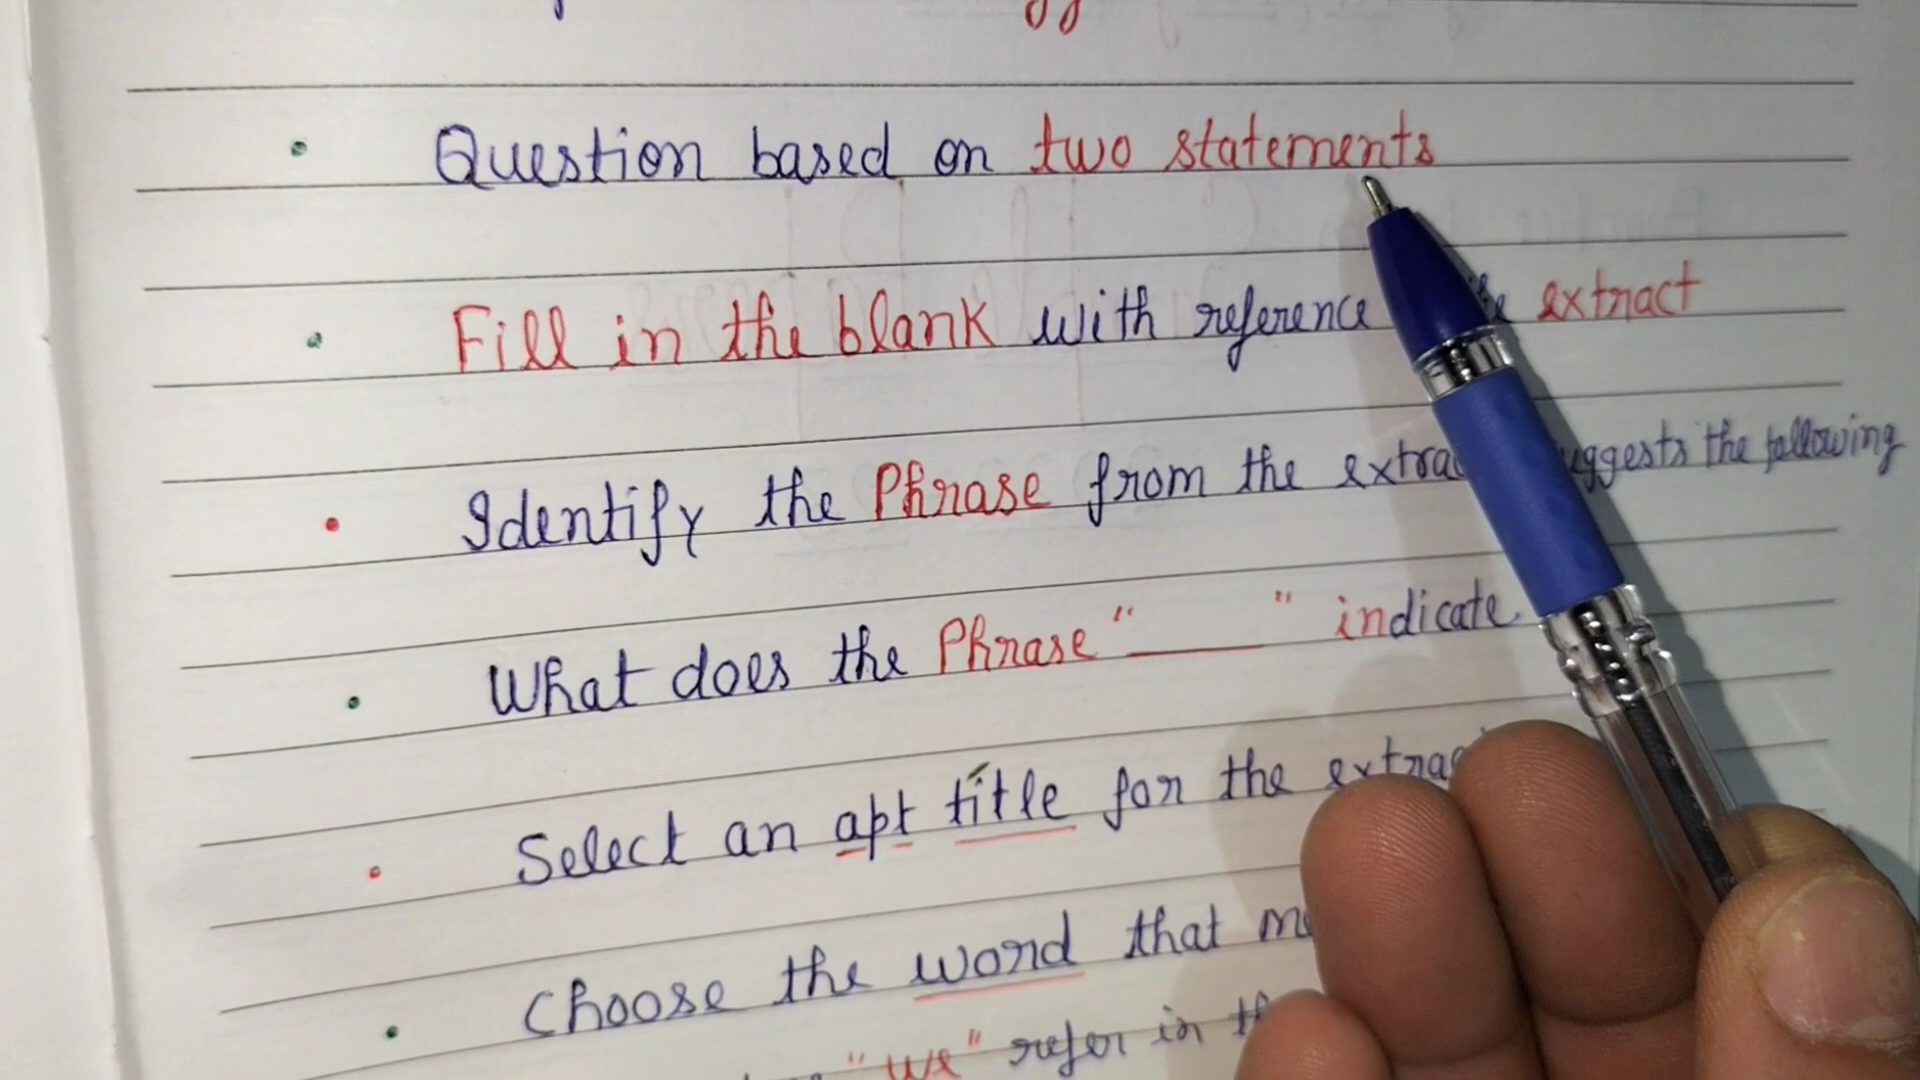 Question based on two statements
Fill in the blank with reference extract
Identify the Phrase from the the following
What does the Phrase "____" indicate
Select an apt title for the
Choose the word that
"we" refer in